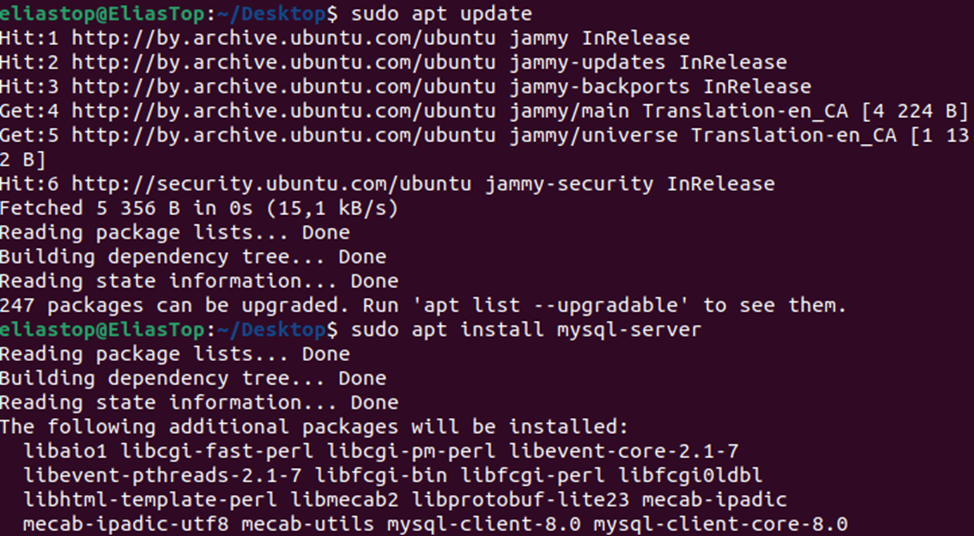 eliastop@EliasTop:~/Desktop$ sudo apt update
Hit:1 http://by.archive.ubuntu.com/ubuntu jammy InRelease
Hit:2 http://by.archive.ubuntu.com/ubuntu jammy-updates InRelease
Hit:3 http://by.archive.ubuntu.com/ubuntu jammy-backports InRelease
Get:4 http://by.archive.ubuntu.com/ubuntu jammy/main Translation-en_CA [4 224 B]
Get:5 http://by.archive.ubuntu.com/ubuntu jammy/universe Translation-en_CA [1 13
2 B]
Hit:6 http://security.ubuntu.com/ubuntu jammy-security InRelease
Fetched 5 356 B in 0s (15,1 kB/s)
Reading package lists... Done
Building dependency tree... Done
Reading state information... Done
247 packages can be upgraded. Run 'apt list --upgradable' to see them.
eliastop@EliasTop:~/Desktop$ sudo apt install mysql-server
Reading package lists... Done
Building dependency tree... Done
Reading state information... Done
The following additional packages will be installed:
  libaio1 libcgi-fast-perl libcgi-pm-perl libevent-core-2.1-7
  libevent-pthreads-2.1-7 libfcgi-bin libfcgi-perl libfcgi0ldbl
  libhtml-template-perl libmecab2 libprotobuf-lite23 mecab-ipadic
  mecab-ipadic-utf8 mecab-utils mysql-client-8.0 mysql-client-core-8.0